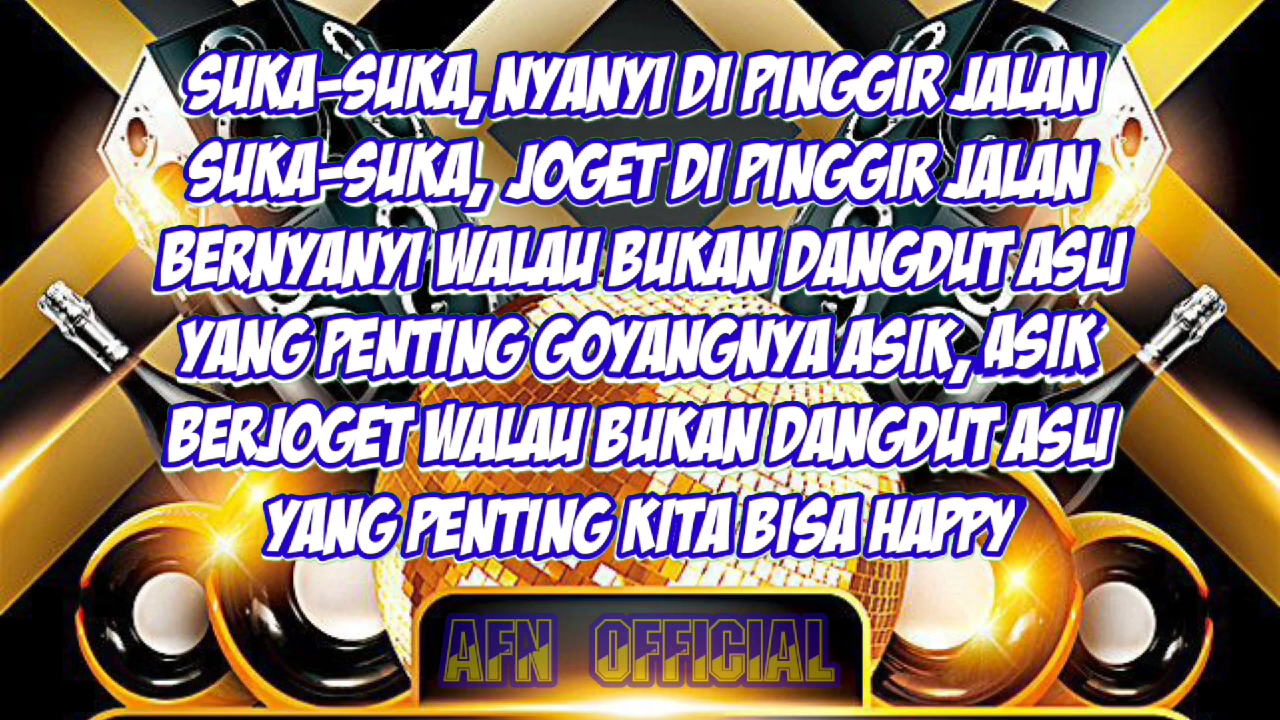 SUKA-SUKA, NYANYI DI PINGGIR JALAN
SUKA-SUKA, JOGET DI PINGGIR JALAN
BERNYANYI WALAU BUKAN DANGDUT ASLI
YANG PENTING GOYANGNYA ASIK, ASIK
BERJOGET WALAU BUKAN DANGDUT ASLI
YANG PENTING KITA BISA HAPPY
AFN OFFICIAL